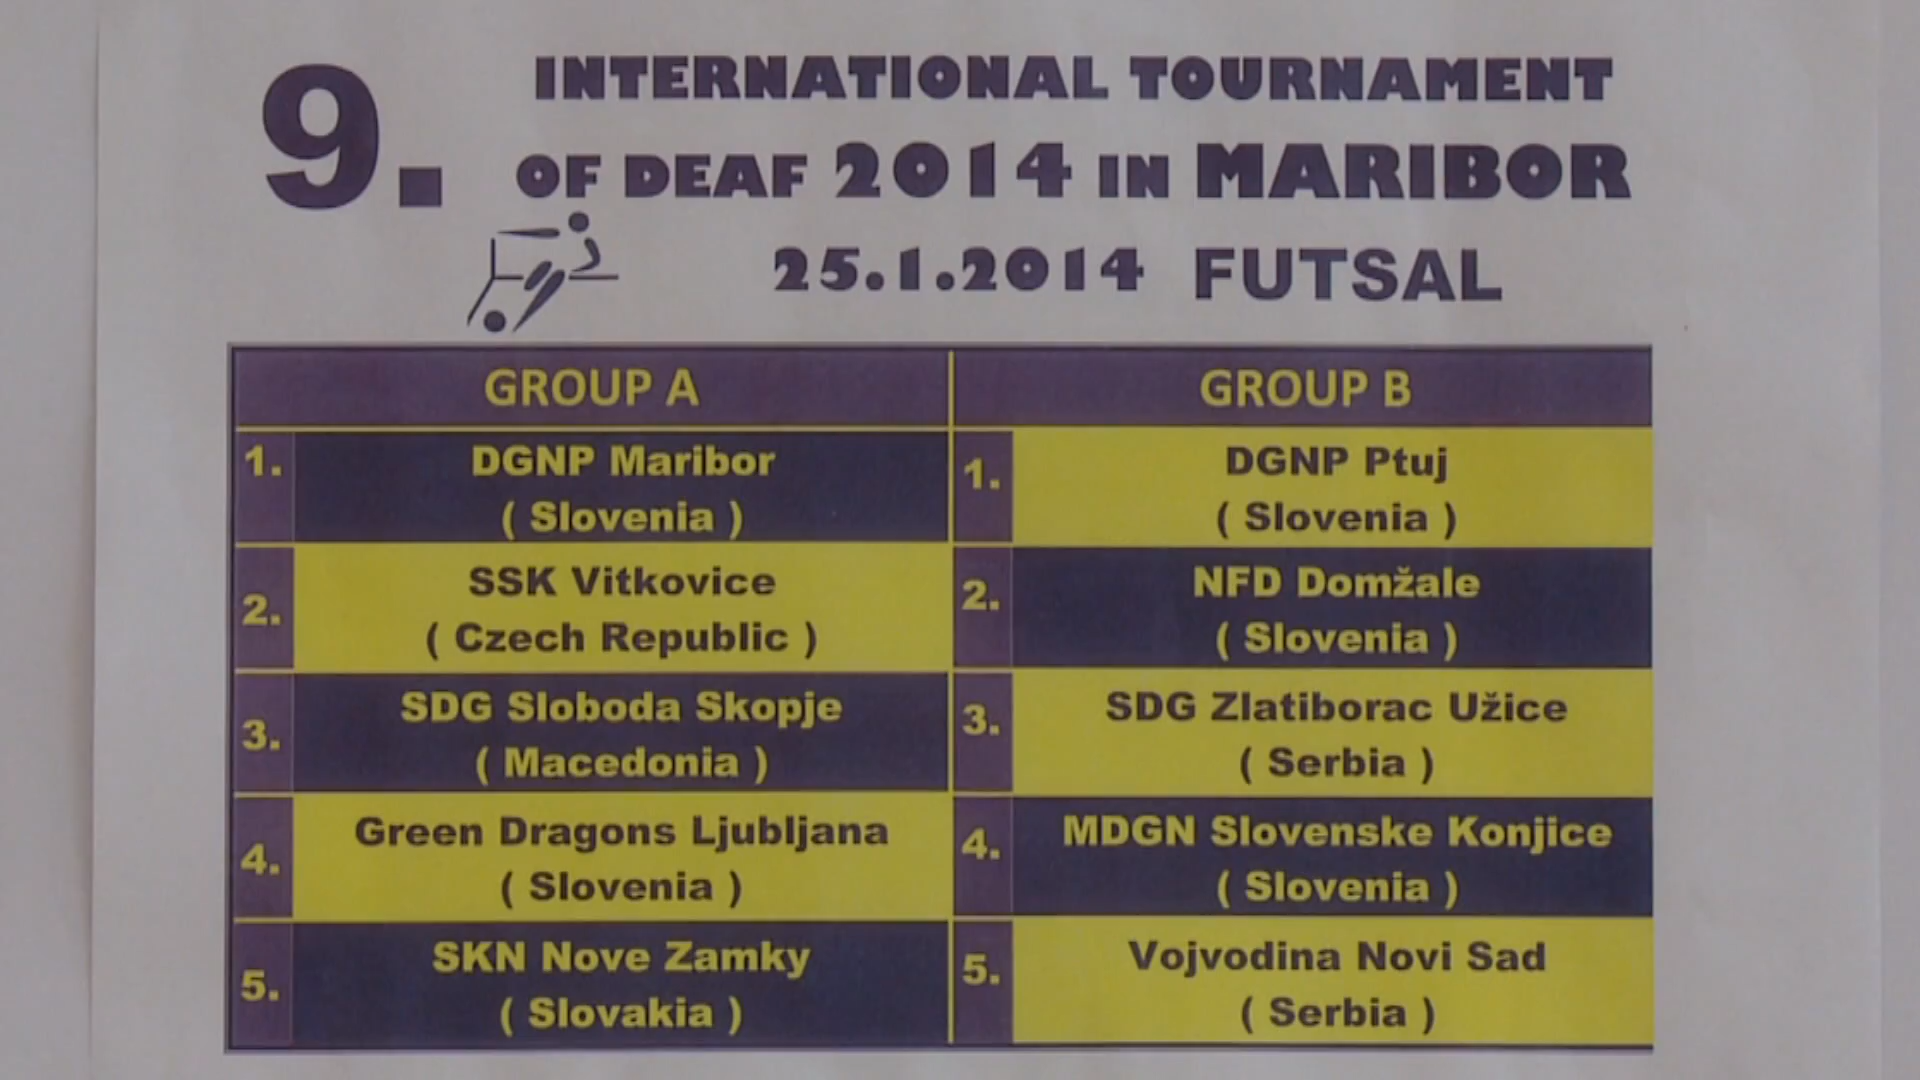 9. INTERNATIONAL TOURNAMENT
OF DEAF 2014 IN MARIBOR
25.1.2014 FUTSAL
GROUP A
1. DGNP Maribor
( Slovenia )
2. SSK Vitkovice
( Czech Republic )
3. SDG Sloboda Skopje
( Macedonia )
4. Green Dragons Ljubljana
( Slovenia )
5. SKN Nove Zamky
( Slovakia )
GROUP B
1. DGNP Ptuj
( Slovenia )
2. NFD Domžale
( Slovenia )
3. SDG Zlatiborac Užice
( Serbia )
4. MDGN Slovenske Konjice
( Slovenia )
5. Vojvodina Novi Sad
( Serbia )